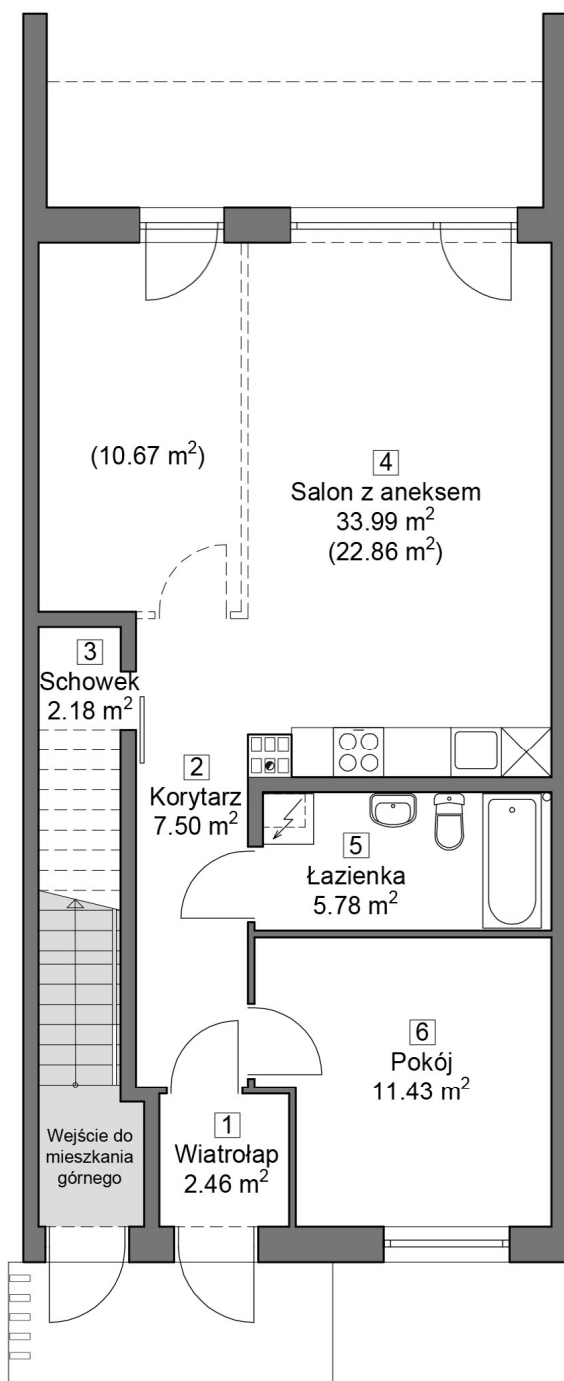 (10.67 m²)
4
Salon z aneksem
33.99 m²
(22.86 m²)
3
Schowek
2.18 m²
2
Korytarz
7.50 m²
5
Łazienka
5.78 m²
6
Pokój
11.43 m²
1
Wiatrołap
2.46 m²
Wejście do
mieszkania
górnego